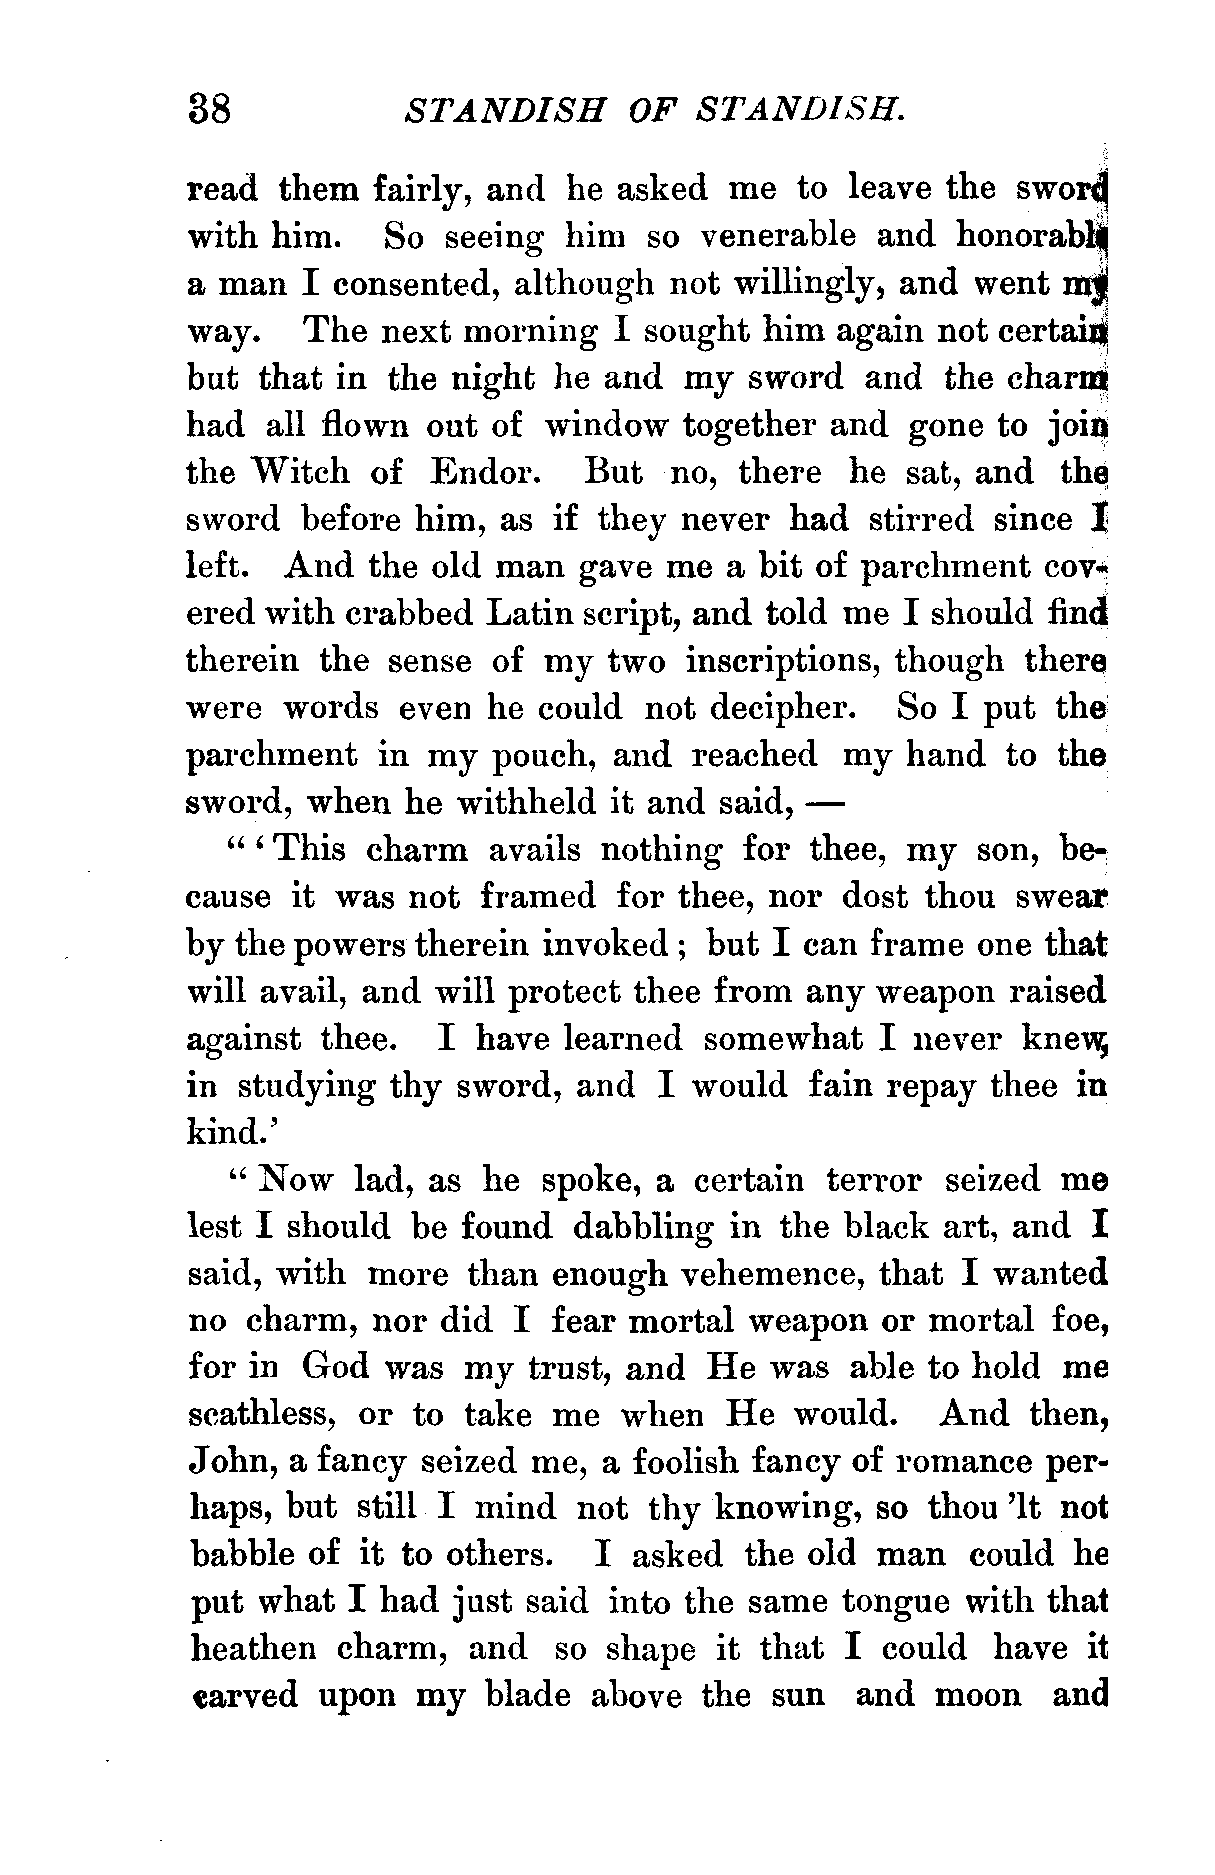 38 STANDISH OF STANDISH.
read them fairly, and he asked me to leave the sword
with him. So seeing him so venerable and honorable
a man I consented, although not willingly, and went my
way. The next morning I sought him again not certain
but that in the night he and my sword and the charm
had all flown out of window together and gone to join
the Witch of Endor. But no, there he sat, and the
sword before him, as if they never had stirred since I
left. And the old man gave me a bit of parchment cov-
ered with crabbed Latin script, and told me I should find
therein the sense of my two inscriptions, though there
were words even he could not decipher. So I put the
parchment in my pouch, and reached my hand to the
sword, when he withheld it and said, —
“ ‘ This charm avails nothing for thee, my son, be-
cause it was not framed for thee, nor dost thou swear
by the powers therein invoked ; but I can frame one that
will avail, and will protect thee from any weapon raised
against thee. I have learned somewhat I never knew,
in studying thy sword, and I would fain repay thee in
kind.’
“ Now lad, as he spoke, a certain terror seized me
lest I should be found dabbling in the black art, and I
said, with more than enough vehemence, that I wanted
no charm, nor did I fear mortal weapon or mortal foe,
for in God was my trust, and He was able to hold me
scathless, or to take me when He would. And then,
John, a fancy seized me, a foolish fancy of romance per-
haps, but still I mind not thy knowing, so thou ’lt not
babble of it to others. I asked the old man could he
put what I had just said into the same tongue with that
heathen charm, and so shape it that I could have it
carved upon my blade above the sun and moon and